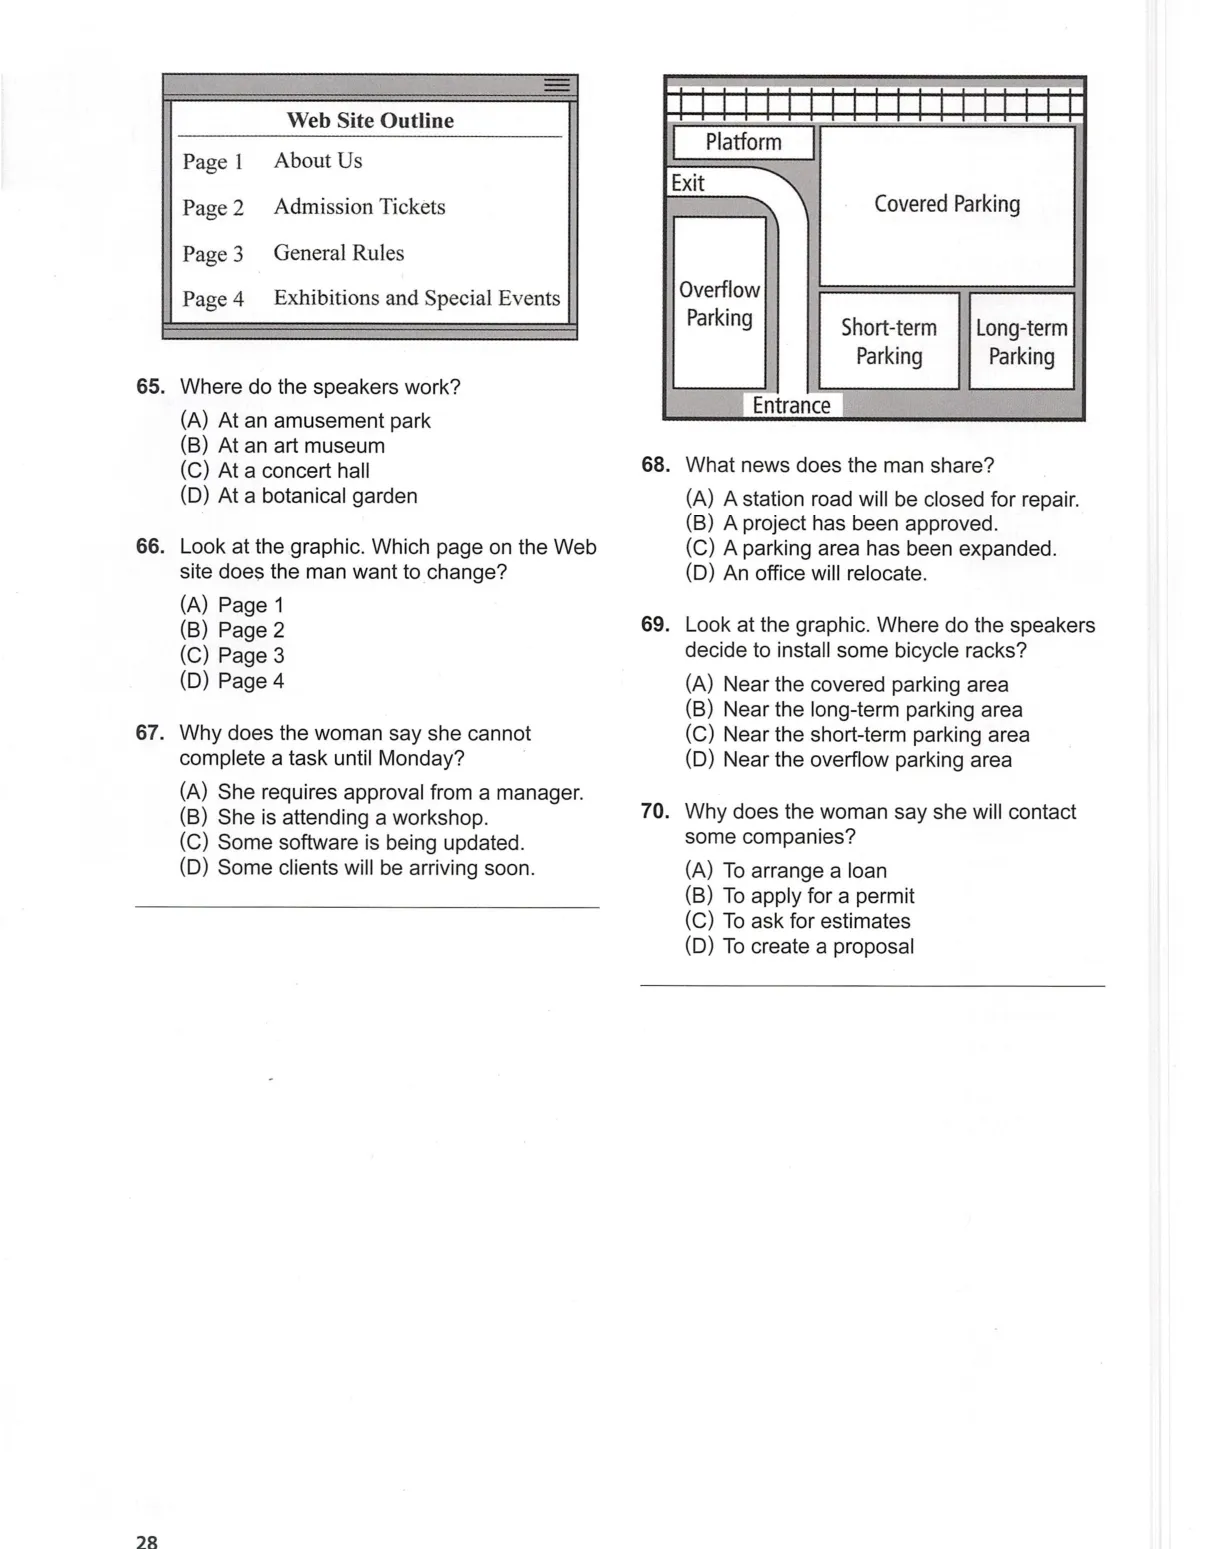 Web Site Outline
Page 1 About Us
Page 2 Admission Tickets
Page 3 General Rules
Page 4 Exhibitions and Special Events
65. Where do the speakers work?
(A) At an amusement park
(B) At an art museum
(C) At a concert hall
(D) At a botanical garden
66. Look at the graphic. Which page on the Web
site does the man want to change?
(A) Page 1
(B) Page 2
(C) Page 3
(D) Page 4
67. Why does the woman say she cannot
complete a task until Monday?
(A) She requires approval from a manager.
(B) She is attending a workshop.
(C) Some software is being updated.
(D) Some clients will be arriving soon.
Platform
Exit
Covered Parking
Overflow
Parking
Short-term
Parking
Long-term
Parking
Entrance
68. What news does the man share?
(A) A station road will be closed for repair.
(B) A project has been approved.
(C) A parking area has been expanded.
(D) An office will relocate.
69. Look at the graphic. Where do the speakers
decide to install some bicycle racks?
(A) Near the covered parking area
(B) Near the long-term parking area
(C) Near the short-term parking area
(D) Near the overflow parking area
70. Why does the woman say she will contact
some companies?
(A) To arrange a loan
(B) To apply for a permit
(C) To ask for estimates
(D) To create a proposal
28